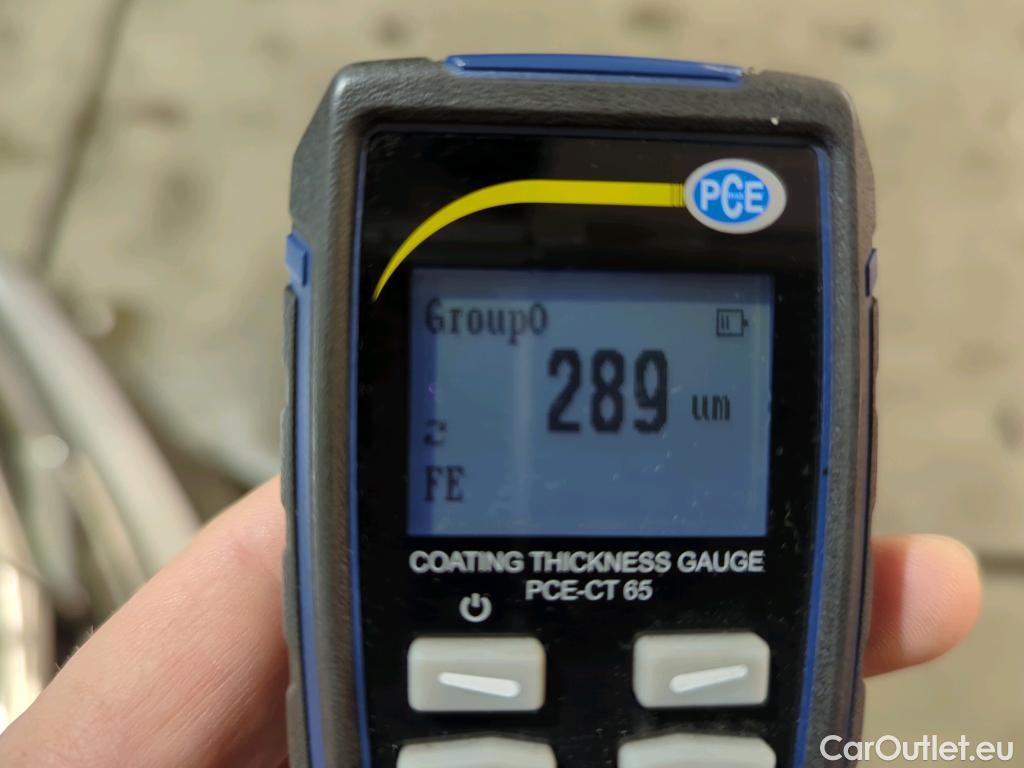 PCE
Group0
289 um
FE
COATING THICKNESS GAUGE
PCE-CT 65
CarOutlet.eu